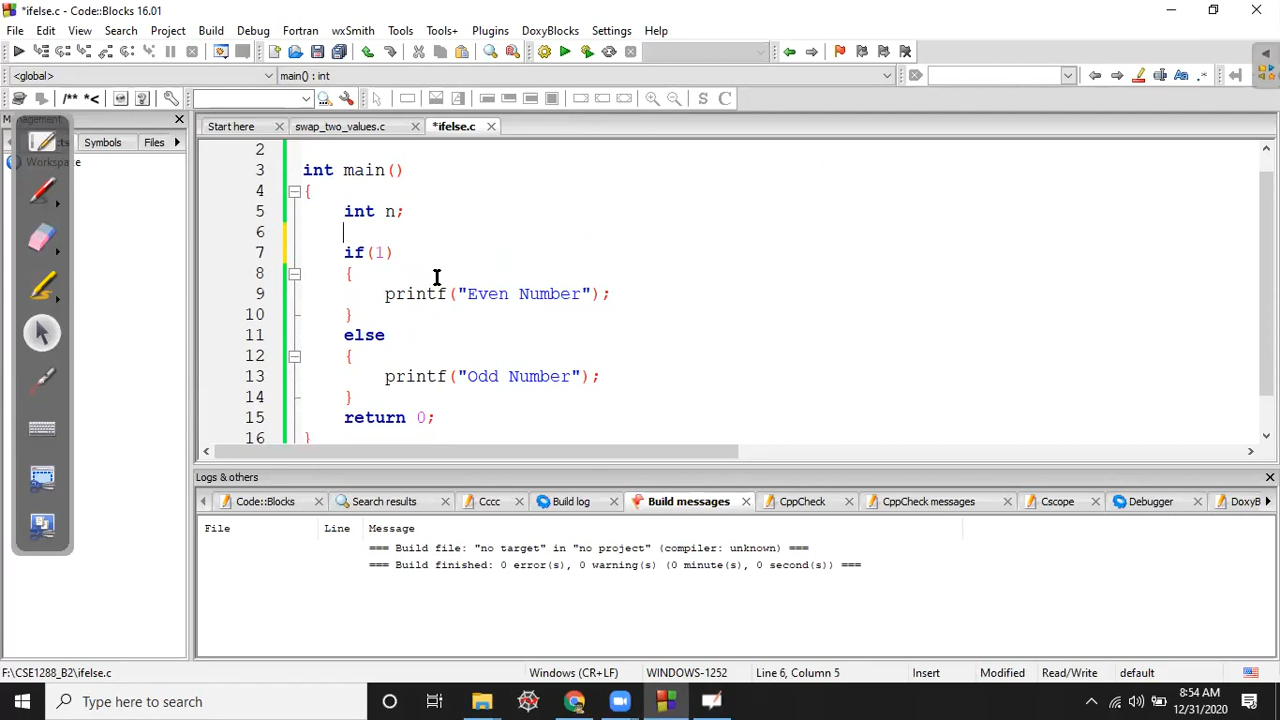 *ifelse.c - Code::Blocks 16.01
File Edit View Search Project Build Debug Fortran wxSmith Tools Tools+ Plugins DoxyBlocks Settings Help
<global> main() : int
/** *<
S C
Start here swap_two_values.c *ifelse.c
Symbols Files
Workspace
2
3 int main()
4 {
5 int n;
6
7 if(1)
8 {
9 printf("Even Number");
10 }
11 else
12 {
13 printf("Odd Number");
14 }
15 return 0;
16 }
Logs & others
Code::Blocks Search results Cccc Build log Build messages CppCheck CppCheck messages Cscope Debugger DoxyB
File Line Message
=== Build file: "no target" in "no project" (compiler: unknown) ===
=== Build finished: 0 error(s), 0 warning(s) (0 minute(s), 0 second(s)) ===
F:\CSE1288_B2\ifelse.c Windows (CR+LF) WINDOWS-1252 Line 6, Column 5 Insert Modified Read/Write default
Type here to search 8:54 AM
12/31/2020